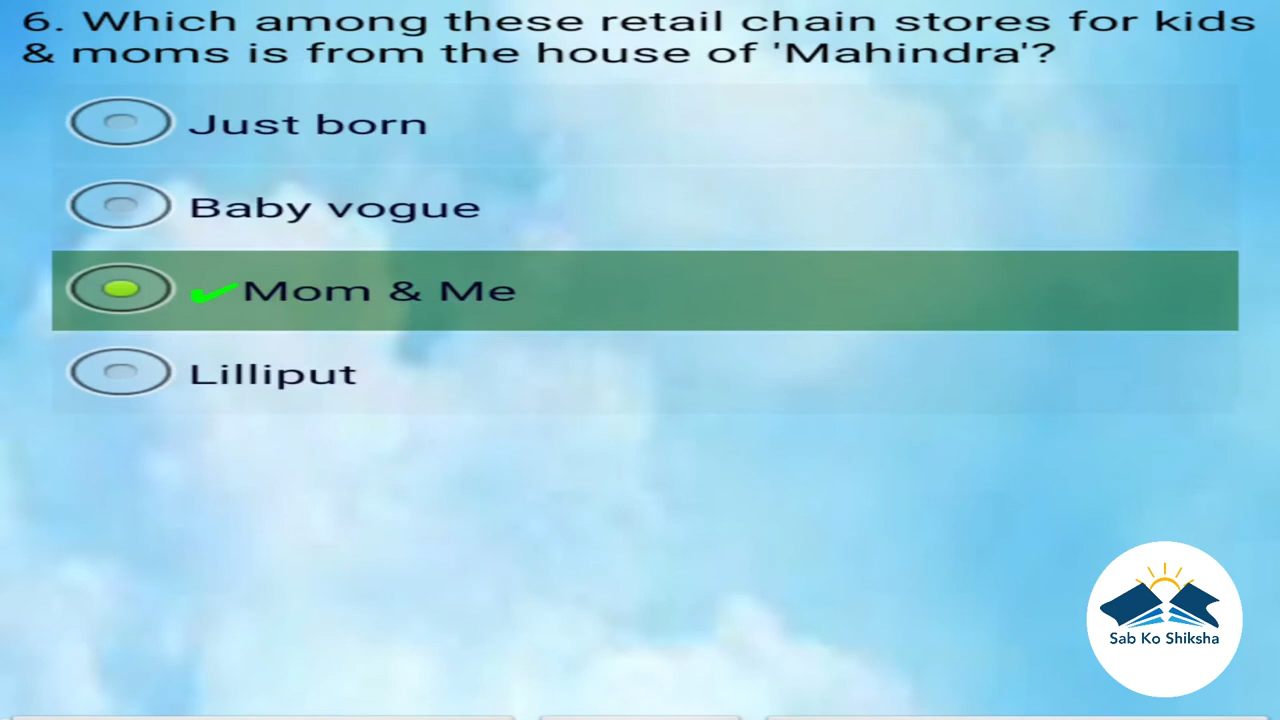 6. Which among these retail chain stores for kids
& moms is from the house of 'Mahindra'?
Just born
Baby vogue
✔Mom & Me
Lilliput
Sab Ko Shiksha